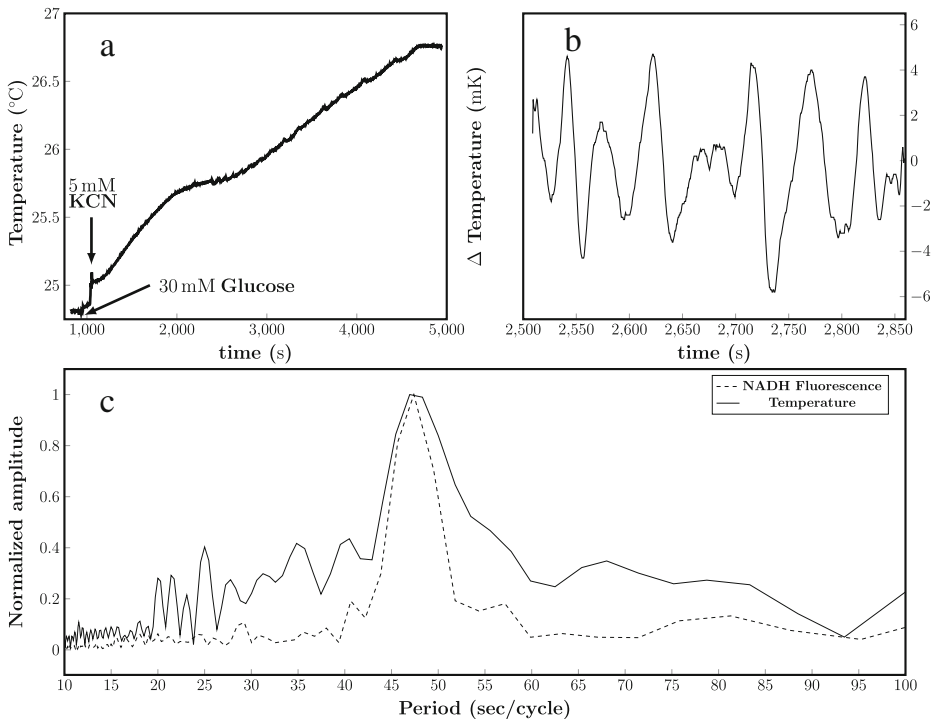 a
27
26.5
26
25.5
25
Temperature (°C)
5 mM
KCN
30 mM Glucose
1,000 2,000 3,000 4,000 5,000
time (s)
b
6
4
2
0
−2
−4
−6
Δ Temperature (mK)
2,500 2,550 2,600 2,650 2,700 2,750 2,800 2,850
time (s)
c
NADH Fluorescence
Temperature
1
0.8
0.6
0.4
0.2
0
Normalized amplitude
10 15 20 25 30 35 40 45 50 55 60 65 70 75 80 85 90 95 100
Period (sec/cycle)